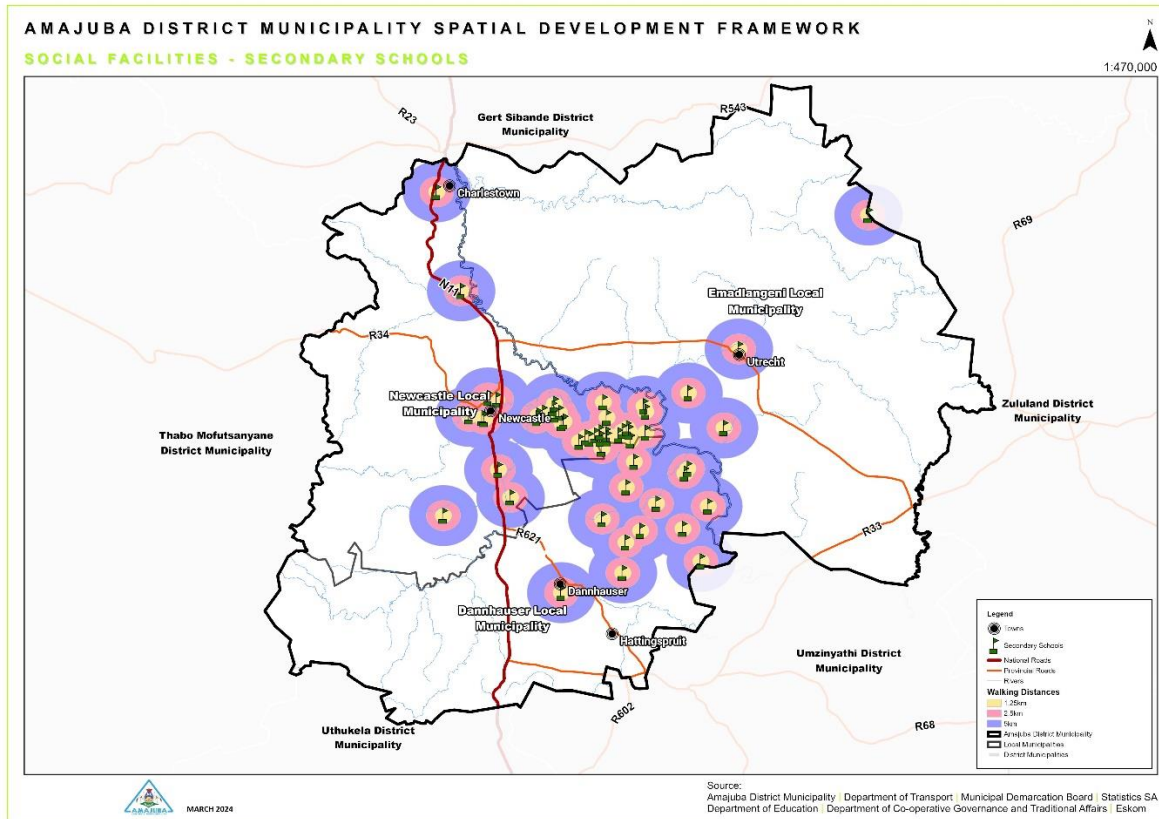 AMAJUBA DISTRICT MUNICIPALITY SPATIAL DEVELOPMENT FRAMEWORK
SOCIAL FACILITIES - SECONDARY SCHOOLS
N
1:470,000
R23
Gert Sibande District
Municipality
R543
Charlestown
R69
N11
Emadlangeni Local
Municipality
R34
Utrecht
Newcastle Local
Municipality
Newcastle
Zululand District
Municipality
Thabo Mofutsanyane
District Municipality
R621
R33
Dannhauser
Dannhauser Local
Municipality
Hattingspruit
Umzinyathi District
Municipality
Uthukela District
Municipality
R602
R68
Legend
Towns
Secondary Schools
National Roads
Provincial Roads
Rivers
Walking Distances
1.25km
2.5km
5km
Amajuba District Municipality
Local Municipalities
District Municipalities
AMAJUBA
MARCH 2024
Source:
Amajuba District Municipality | Department of Transport | Municipal Demarcation Board | Statistics SA
Department of Education | Department of Co-operative Governance and Traditional Affairs | Eskom